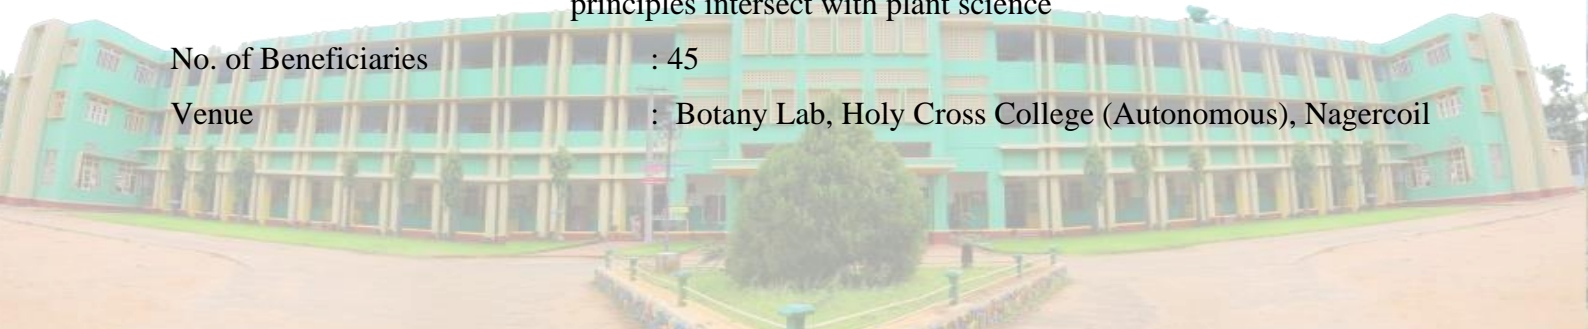 principles intersect with plant science
No. of Beneficiaries : 45
Venue : Botany Lab, Holy Cross College (Autonomous), Nagercoil